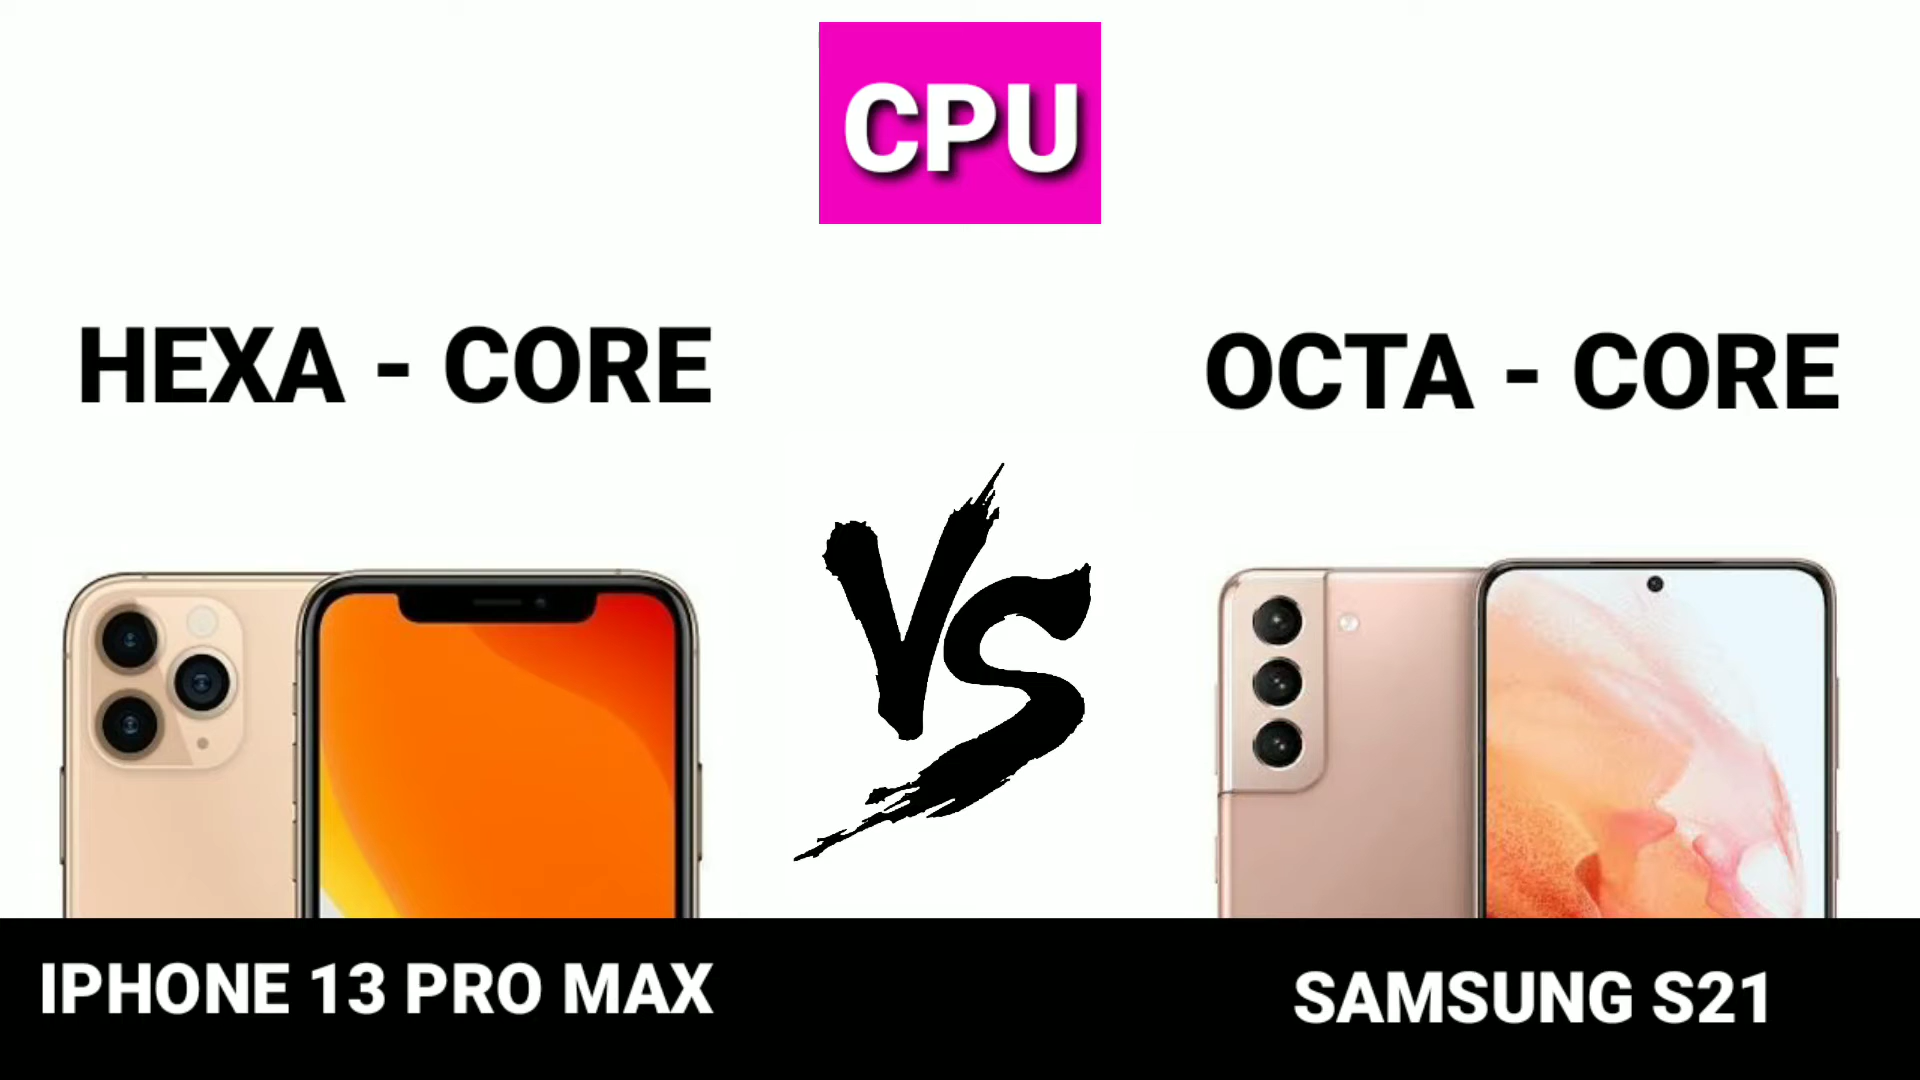 CPU
HEXA - CORE
OCTA - CORE
VS
IPHONE 13 PRO MAX
SAMSUNG S21